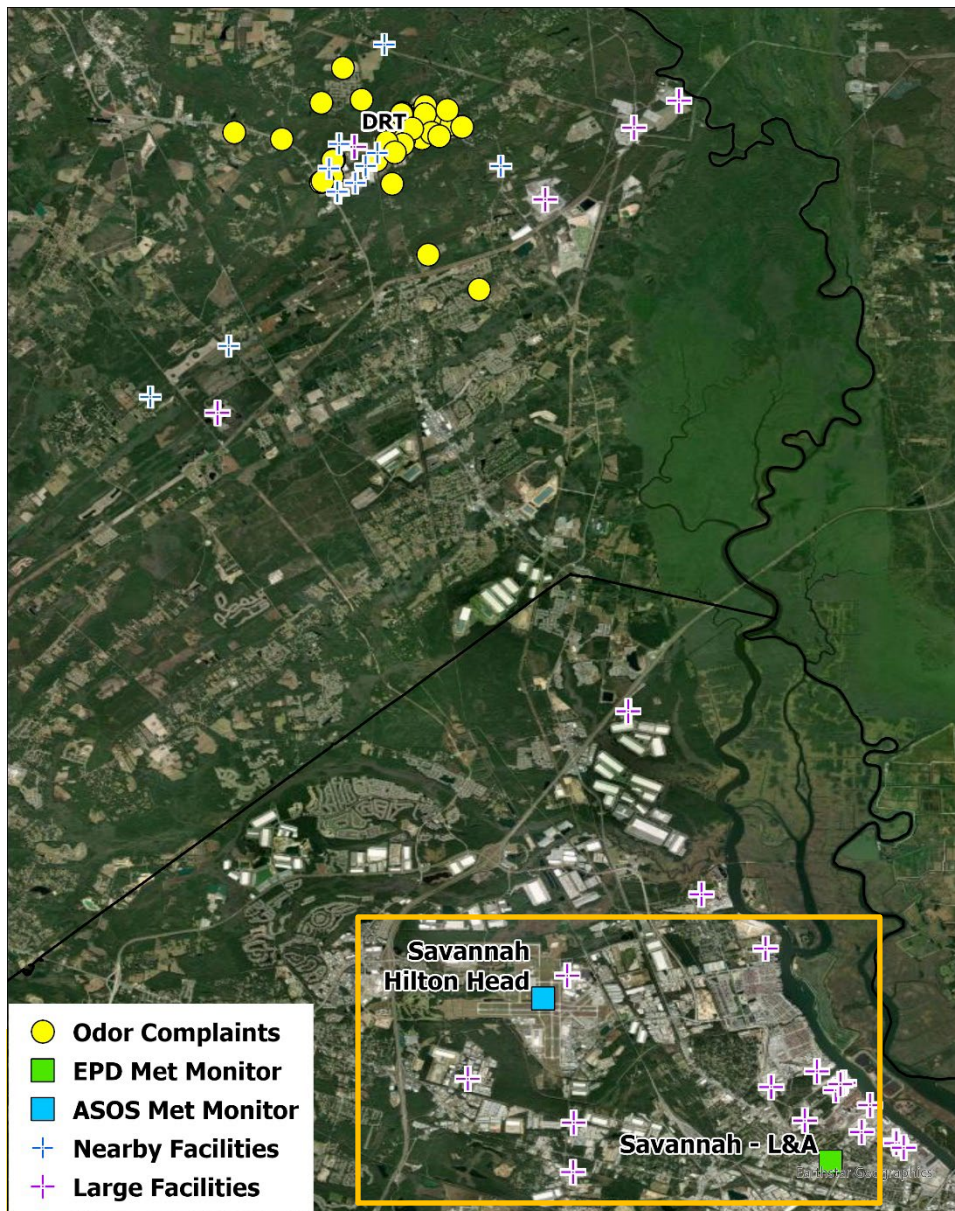 DRT
Savannah
Hilton Head
Savannah - L&A
Earthstar Geographics
Odor Complaints
EPD Met Monitor
ASOS Met Monitor
Nearby Facilities
Large Facilities